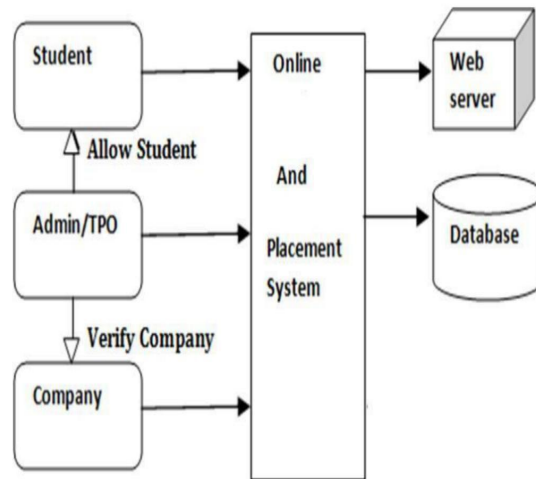 Student
Allow Student
Admin/TPO
Verify Company
Company
Online
And
Placement
System
Web
server
Database